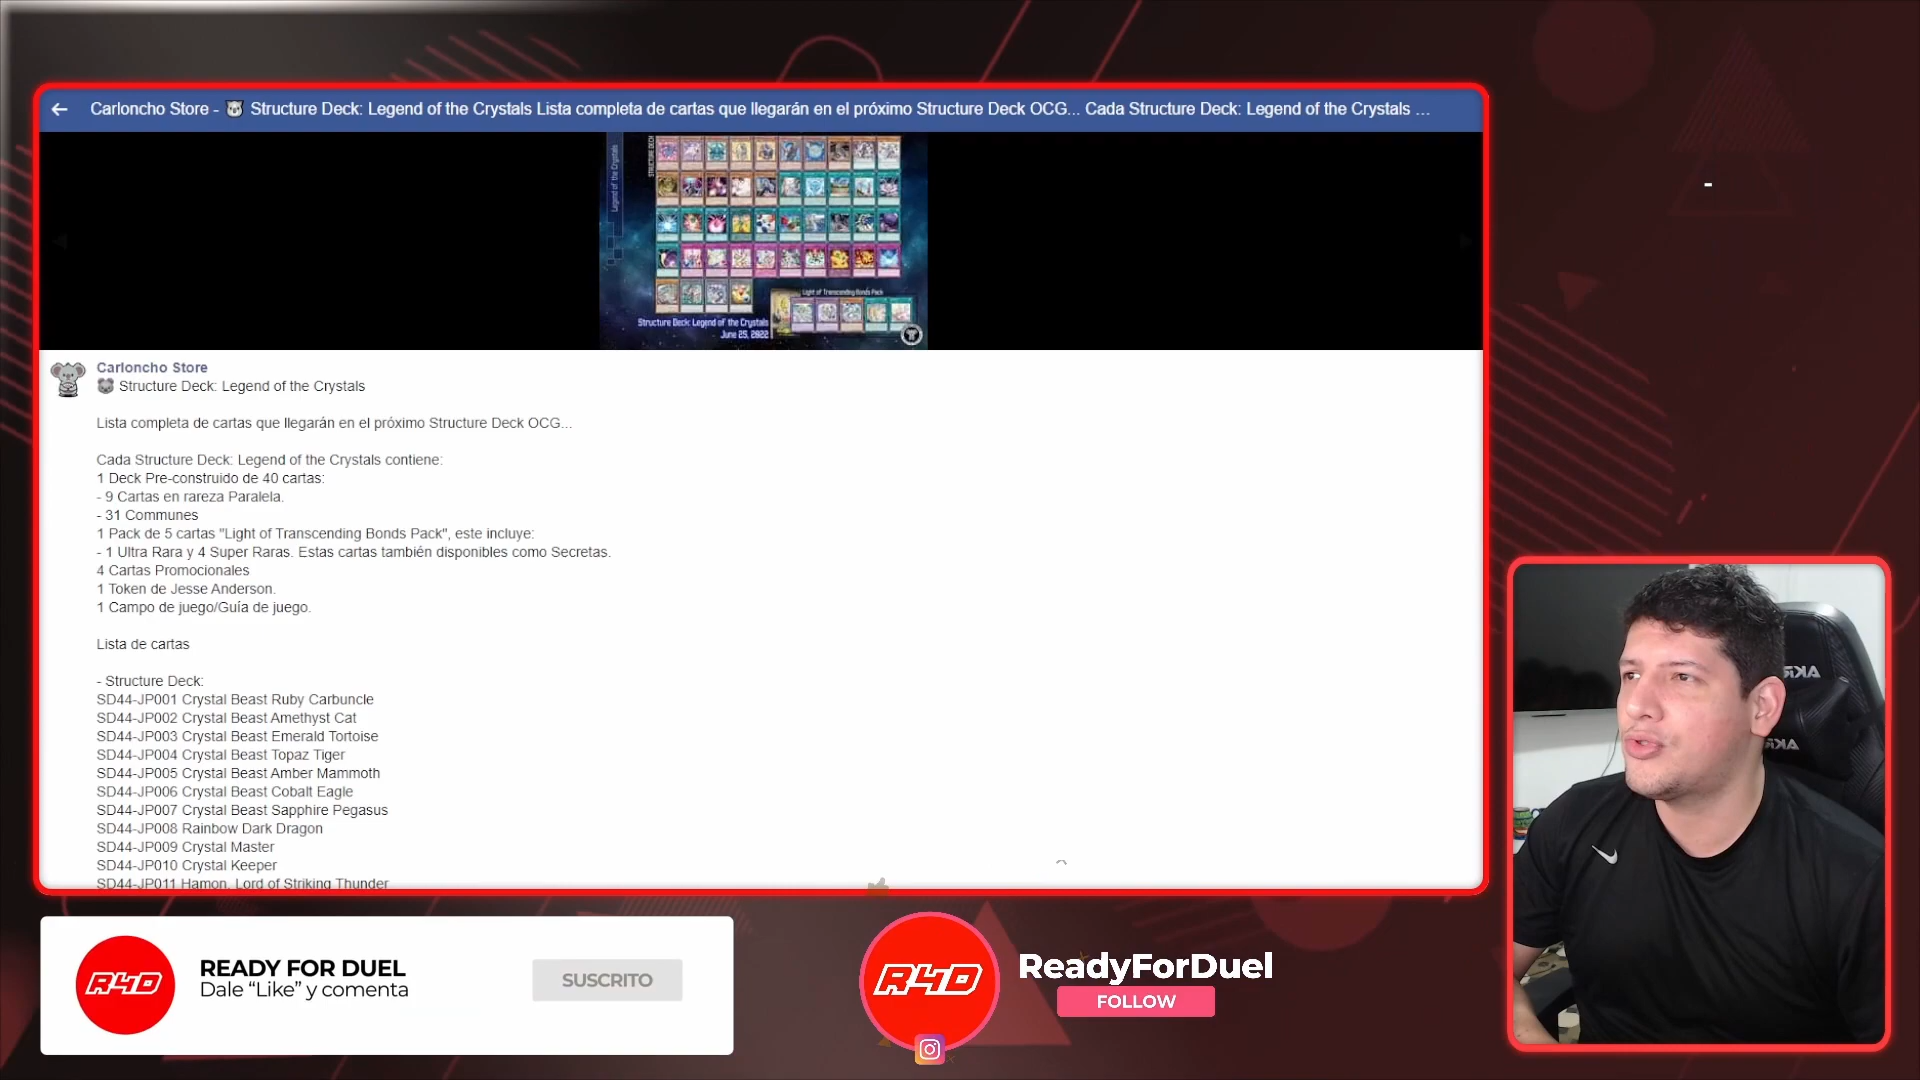 Carloncho Store - 🐨 Structure Deck: Legend of the Crystals Lista completa de cartas que llegarán en el próximo Structure Deck OCG... Cada Structure Deck: Legend of the Crystals ...
Legend of the Crystals
STRUCTURE DECK
Light of Transcending Bonds Pack
Structure Deck: Legend of the Crystals
June 25, 2022
Carloncho Store
🐨 Structure Deck: Legend of the Crystals
Lista completa de cartas que llegarán en el próximo Structure Deck OCG...
Cada Structure Deck: Legend of the Crystals contiene:
1 Deck Pre-construido de 40 cartas:
- 9 Cartas en rareza Paralela.
- 31 Communes
1 Pack de 5 cartas "Light of Transcending Bonds Pack", este incluye:
- 1 Ultra Rara y 4 Super Raras. Estas cartas también disponibles como Secretas.
4 Cartas Promocionales
1 Token de Jesse Anderson.
1 Campo de juego/Guía de juego.
Lista de cartas
- Structure Deck:
SD44-JP001 Crystal Beast Ruby Carbuncle
SD44-JP002 Crystal Beast Amethyst Cat
SD44-JP003 Crystal Beast Emerald Tortoise
SD44-JP004 Crystal Beast Topaz Tiger
SD44-JP005 Crystal Beast Amber Mammoth
SD44-JP006 Crystal Beast Cobalt Eagle
SD44-JP007 Crystal Beast Sapphire Pegasus
SD44-JP008 Rainbow Dark Dragon
SD44-JP009 Crystal Master
SD44-JP010 Crystal Keeper
SD44-JP011 Hamon, Lord of Striking Thunder
R4D
READY FOR DUEL
Dale “Like” y comenta
SUSCRITO
R4D
ReadyForDuel
FOLLOW